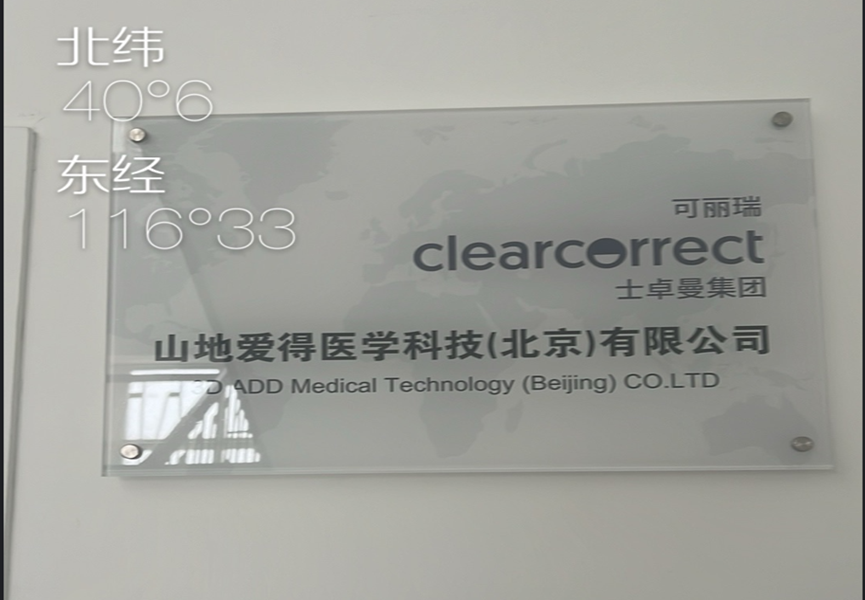 北纬
40°6
东经
116°33
可丽瑞
clearcorrect
士卓曼集团
山地爱得医学科技(北京)有限公司
3D ADD Medical Technology (Beijing) CO.LTD